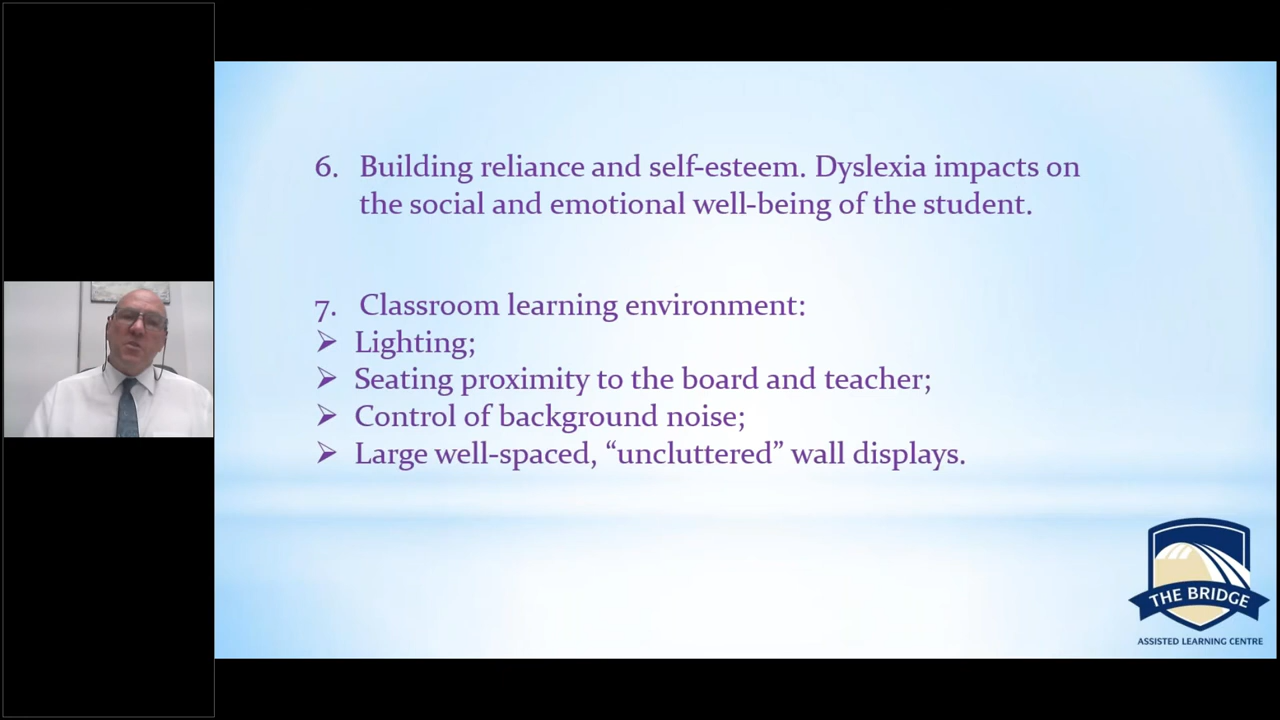 6. Building reliance and self-esteem. Dyslexia impacts on
the social and emotional well-being of the student.
7. Classroom learning environment:
➢ Lighting;
➢ Seating proximity to the board and teacher;
➢ Control of background noise;
➢ Large well-spaced, “uncluttered” wall displays.
THE BRIDGE
ASSISTED LEARNING CENTRE